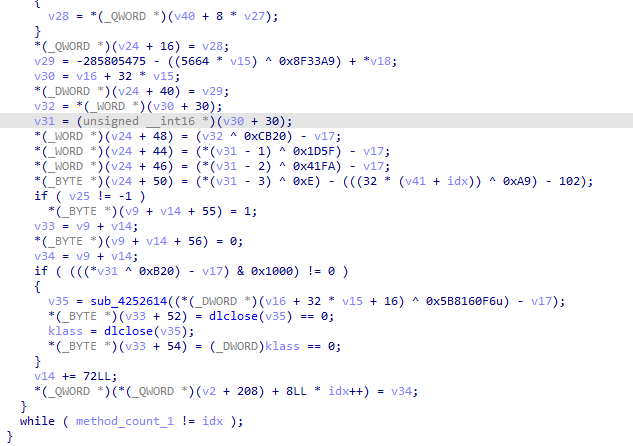 {
v28 = *(_QWORD *)(v40 + 8 * v27);
}
*(_QWORD *)(v24 + 16) = v28;
v29 = -285805475 - ((5664 * v15) ^ 0x8F33A9) + *v18;
v30 = v16 + 32 * v15;
*(_DWORD *)(v24 + 40) = v29;
v32 = *(_WORD *)(v30 + 30);
v31 = (unsigned __int16 *)(v30 + 30);
*(_WORD *)(v24 + 48) = (v32 ^ 0xCB20) - v17;
*(_WORD *)(v24 + 44) = (*(v31 - 1) ^ 0x1D5F) - v17;
*(_WORD *)(v24 + 46) = (*(v31 - 2) ^ 0x41FA) - v17;
*(_BYTE *)(v24 + 50) = (*(v31 - 3) ^ 0xE) - (((32 * (v41 + idx)) ^ 0xA9) - 102);
if ( v25 != -1 )
*(_BYTE *)(v9 + v14 + 55) = 1;
v33 = v9 + v14;
*(_BYTE *)(v9 + v14 + 56) = 0;
v34 = v9 + v14;
if ( (((*v31 ^ 0xB20) - v17) & 0x1000) != 0 )
{
v35 = sub_4252614((*(_DWORD *)(v16 + 32 * v15 + 16) ^ 0x5B8160F6u) - v17);
*(_BYTE *)(v33 + 52) = dlclose(v35) == 0;
klass = dlclose(v35);
*(_BYTE *)(v33 + 54) = (_DWORD)klass == 0;
}
v14 += 72LL;
*(_QWORD *)(*(_QWORD *)(v2 + 208) + 8LL * idx++) = v34;
}
while ( method_count_1 != idx );
}